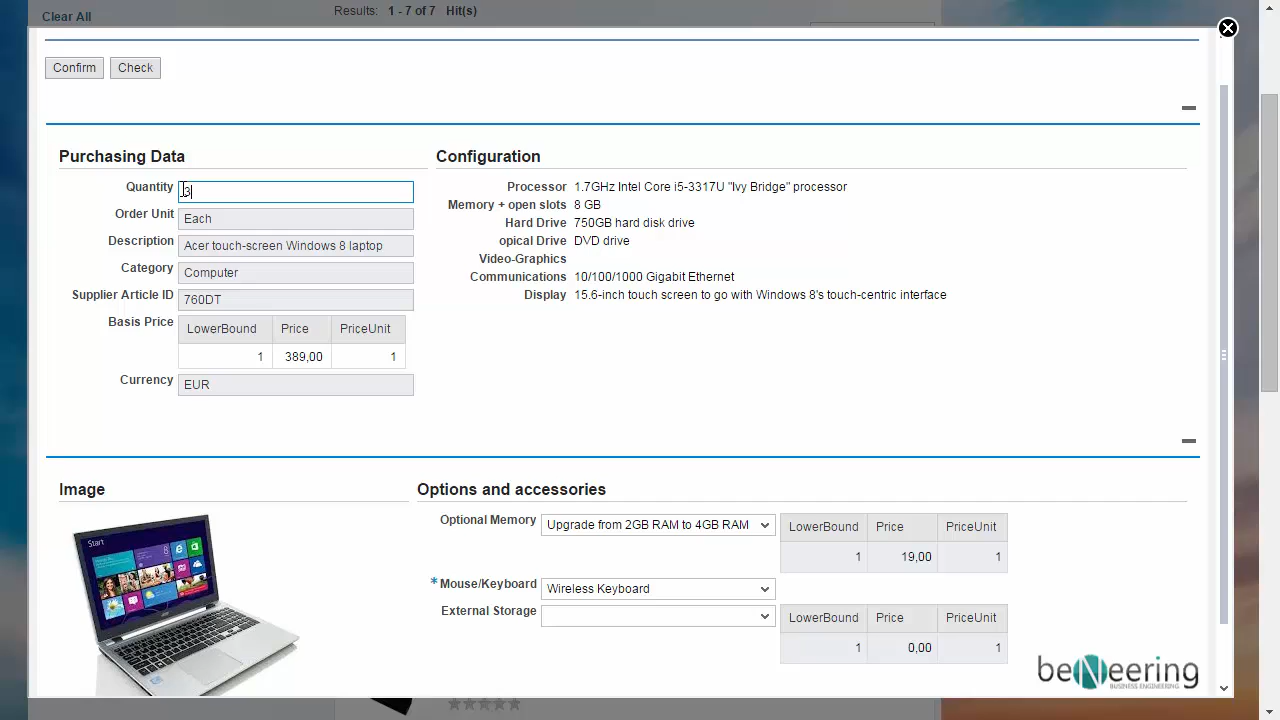 Clear All
Results: 1 - 7 of 7 Hit(s)
Confirm Check
Purchasing Data
Quantity 3
Order Unit Each
Description Acer touch-screen Windows 8 laptop
Category Computer
Supplier Article ID 760DT
Basis Price LowerBound Price PriceUnit
1 389,00 1
Currency EUR
Configuration
Processor 1.7GHz Intel Core i5-3317U "Ivy Bridge" processor
Memory + open slots 8 GB
Hard Drive 750GB hard disk drive
opical Drive DVD drive
Video-Graphics
Communications 10/100/1000 Gigabit Ethernet
Display 15.6-inch touch screen to go with Windows 8's touch-centric interface
Image
Start
Options and accessories
Optional Memory Upgrade from 2GB RAM to 4GB RAM LowerBound Price PriceUnit
1 19,00 1
*Mouse/Keyboard Wireless Keyboard
External Storage LowerBound Price PriceUnit
1 0,00 1
beNeering
BUSINESS ENGINEERING